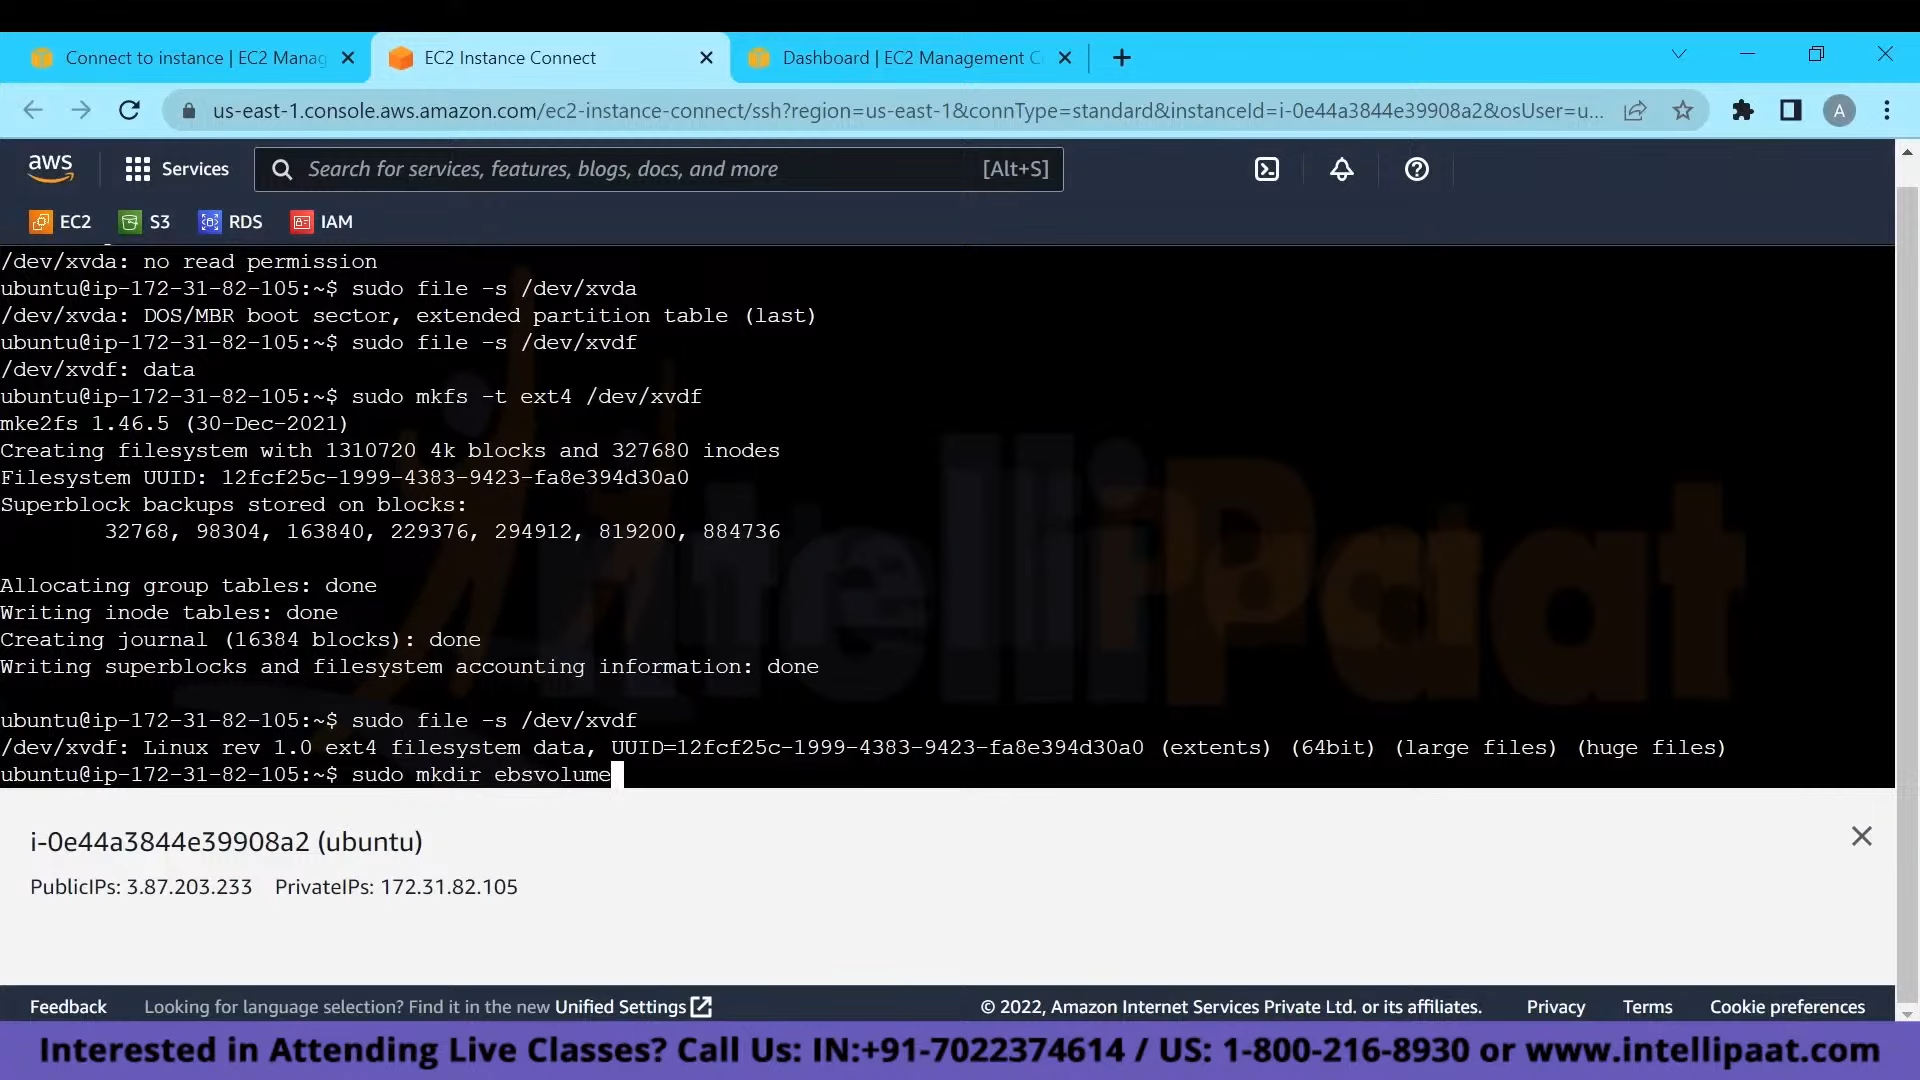 Connect to instance | EC2 Manag
EC2 Instance Connect
Dashboard | EC2 Management C
us-east-1.console.aws.amazon.com/ec2-instance-connect/ssh?region=us-east-1&connType=standard&instanceId=i-0e44a3844e39908a2&osUser=u...
A
aws
Services
Search for services, features, blogs, docs, and more
[Alt+S]
EC2
S3
RDS
IAM
/dev/xvda: no read permission
ubuntu@ip-172-31-82-105:~$ sudo file -s /dev/xvda
/dev/xvda: DOS/MBR boot sector, extended partition table (last)
ubuntu@ip-172-31-82-105:~$ sudo file -s /dev/xvdf
/dev/xvdf: data
ubuntu@ip-172-31-82-105:~$ sudo mkfs -t ext4 /dev/xvdf
mke2fs 1.46.5 (30-Dec-2021)
Creating filesystem with 1310720 4k blocks and 327680 inodes
Filesystem UUID: 12fcf25c-1999-4383-9423-fa8e394d30a0
Superblock backups stored on blocks:
32768, 98304, 163840, 229376, 294912, 819200, 884736
Allocating group tables: done
Writing inode tables: done
Creating journal (16384 blocks): done
Writing superblocks and filesystem accounting information: done
ubuntu@ip-172-31-82-105:~$ sudo file -s /dev/xvdf
/dev/xvdf: Linux rev 1.0 ext4 filesystem data, UUID=12fcf25c-1999-4383-9423-fa8e394d30a0 (extents) (64bit) (large files) (huge files)
ubuntu@ip-172-31-82-105:~$ sudo mkdir ebsvolume
IntelliPaat
i-0e44a3844e39908a2 (ubuntu)
PublicIPs: 3.87.203.233 PrivateIPs: 172.31.82.105
Feedback
Looking for language selection? Find it in the new Unified Settings
© 2022, Amazon Internet Services Private Ltd. or its affiliates.
Privacy
Terms
Cookie preferences
Interested in Attending Live Classes? Call Us: IN:+91-7022374614 / US: 1-800-216-8930 or www.intellipaat.com